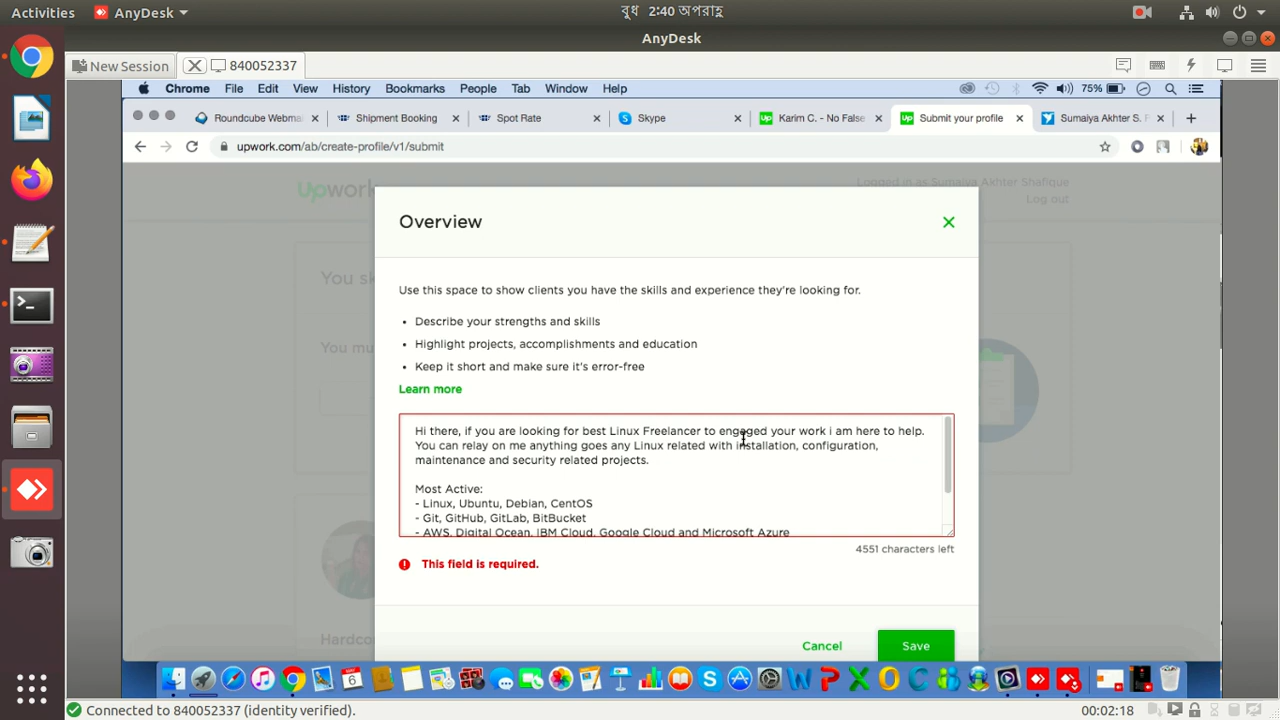 Activities AnyDesk বুধ 2:40 অপরাহ্ণ
AnyDesk
New Session 840052337
Chrome File Edit View History Bookmarks People Tab Window Help 75%
Roundcube Webma Shipment Booking Spot Rate Skype Karim C. - No False Submit your profile Sumaiya Akhter S. F
upwork.com/ab/create-profile/v1/submit
Upwork Logged in as Sumaiya Akhter Shafique
Log out
Overview
You sk
Use this space to show clients you have the skills and experience they're looking for.
• Describe your strengths and skills
• Highlight projects, accomplishments and education
You mu
• Keep it short and make sure it's error-free
Learn more
Hi there, if you are looking for best Linux Freelancer to engaged your work i am here to help.
You can relay on me anything goes any Linux related with installation, configuration,
maintenance and security related projects.
Most Active:
- Linux, Ubuntu, Debian, CentOS
- Git, GitHub, GitLab, BitBucket
- AWS, Digital Ocean, IBM Cloud, Google Cloud and Microsoft Azure
4551 characters left
This field is required.
Hardco
Cancel Save
6
Connected to 840052337 (identity verified). 00:02:18